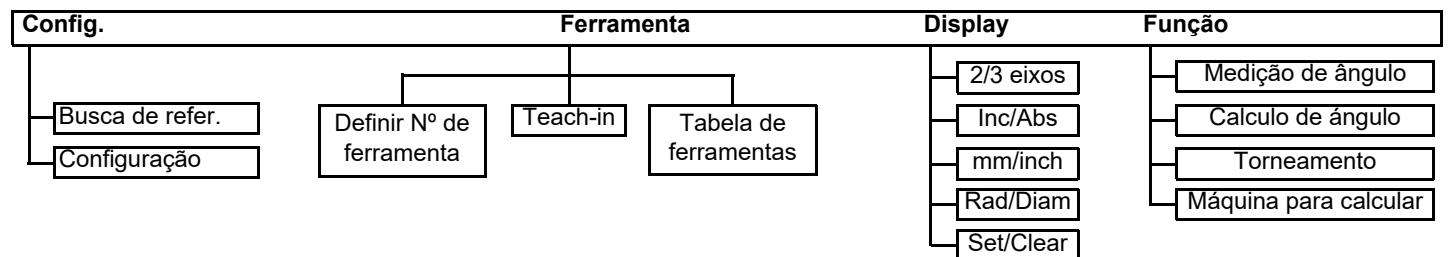 Config. Ferramenta Display Função
Busca de refer.
Configuração
Definir Nº de
ferramenta
Teach-in
Tabela de
ferramentas
2/3 eixos
Inc/Abs
mm/inch
Rad/Diam
Set/Clear
Medição de ângulo
Calculo de ángulo
Torneamento
Máquina para calcular